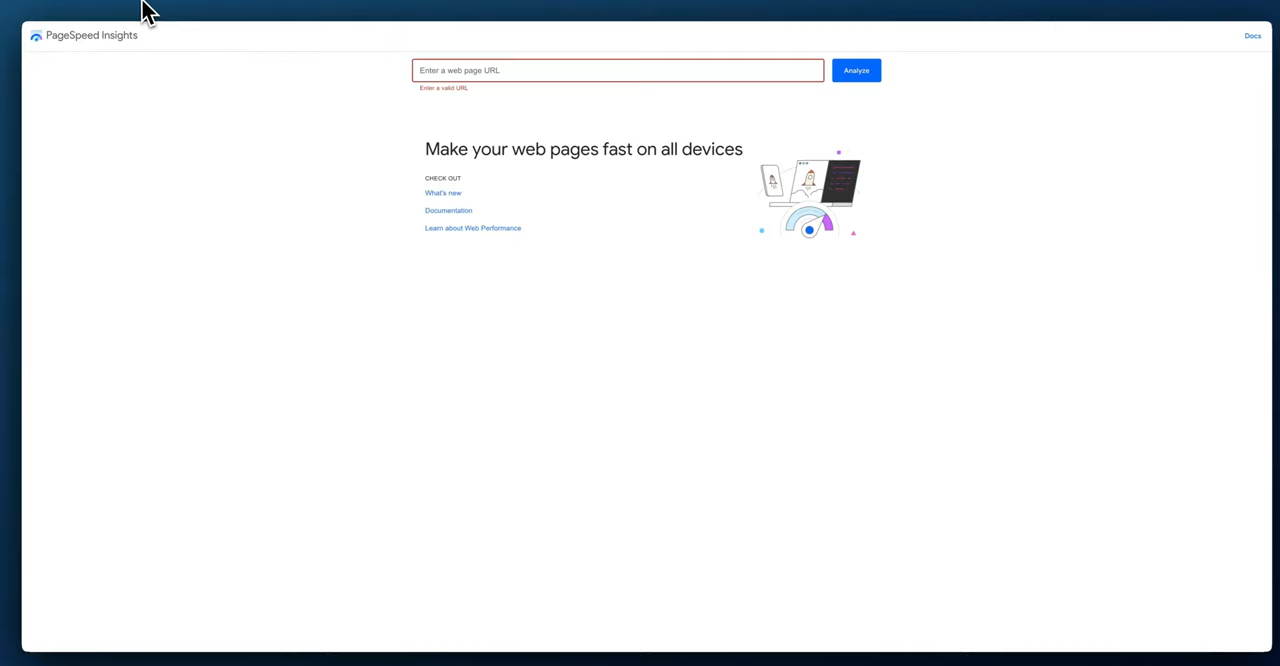 PageSpeed Insights
Docs
Enter a web page URL
Analyze
Enter a valid URL
Make your web pages fast on all devices
CHECK OUT
What's new
Documentation
Learn about Web Performance